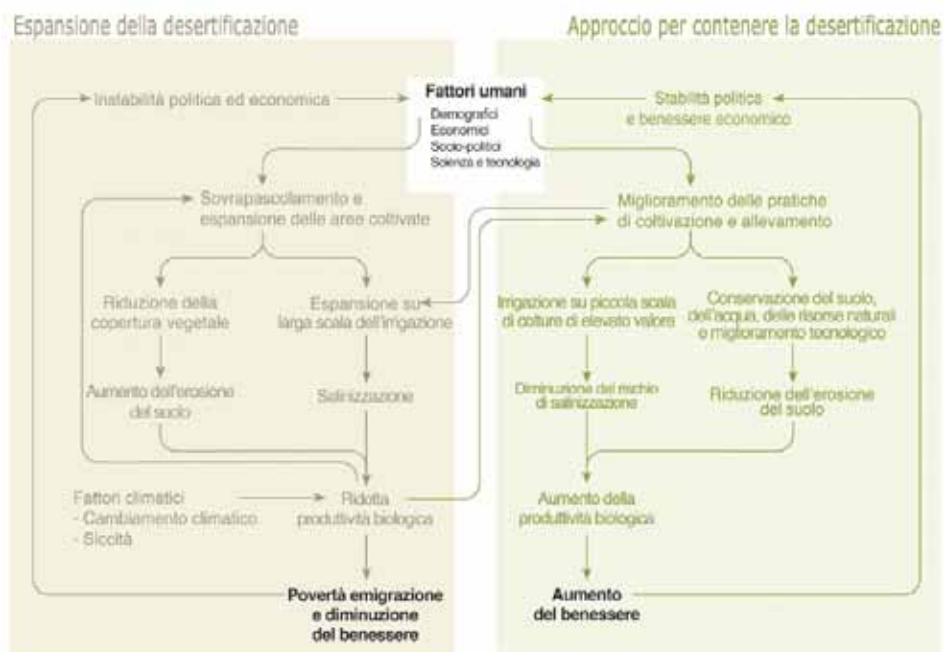 Espansione della desertificazione
Approccio per contenere la desertificazione
Instabilità politica ed economica
Fattori umani
Demografici
Economici
Socio-politici
Scienza e tecnologia
Stabilità politica
e benessere economico
Sovrapascolamento e
espansione delle area coltivate
Miglioramento delle pratiche
di coltivazione e allevamento
Riduzione della
copertura vegetale
Espansione su
larga scala dell'irrigazione
Irrigazione su piccola scala
di colture di elevato valore
Conservazione del suolo,
dell'acqua, delle risorse naturali
e miglioramento tecnologico
Aumento dell'erosione
del suolo
Salinizzazione
Diminuzione del rischio
di salinizzazione
Riduzione dell'erosione
del suolo
Fattori climatici
- Cambiamento climatico
- Siccità
Ridotta
produttività biologica
Aumento della
produttività biologica
Povertà emigrazione
e diminuzione
del benessere
Aumento
del benessere